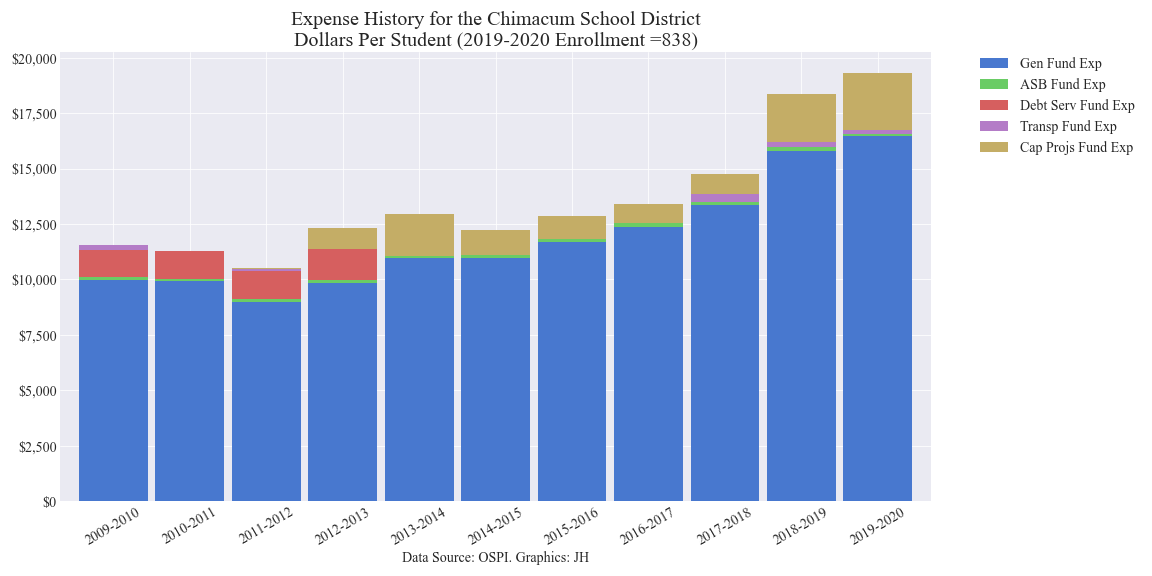 Expense History for the Chimacum School District
Dollars Per Student (2019-2020 Enrollment =838)
$20,000
$17,500
$15,000
$12,500
$10,000
$7,500
$5,000
$2,500
$0
Gen Fund Exp
ASB Fund Exp
Debt Serv Fund Exp
Transp Fund Exp
Cap Projs Fund Exp
2009-2010
2010-2011
2011-2012
2012-2013
2013-2014
2014-2015
2015-2016
2016-2017
2017-2018
2018-2019
2019-2020
Data Source: OSPI. Graphics: JH